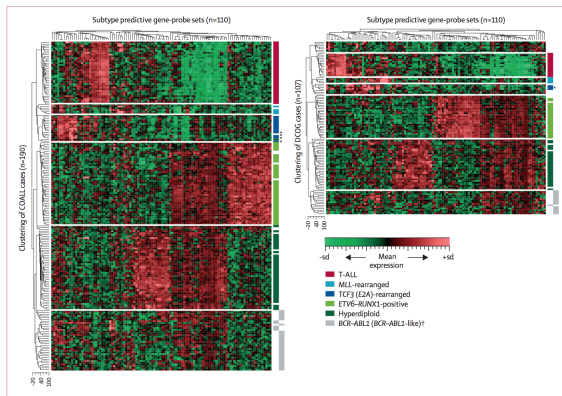 Subtype predictive gene-probe sets (n=110)
Clustering of COALL cases (n=190)
-20
40
100
Subtype predictive gene-probe sets (n=110)
Clustering of DCOG cases (n=107)
-20
40
100
-sd
Mean
expression
+sd
T-ALL
MLL-rearranged
TCF3 (E2A)-rearranged
ETV6–RUNX1-positive
Hyperdiploid
BCR–ABL1 (BCR–ABL1-like)†